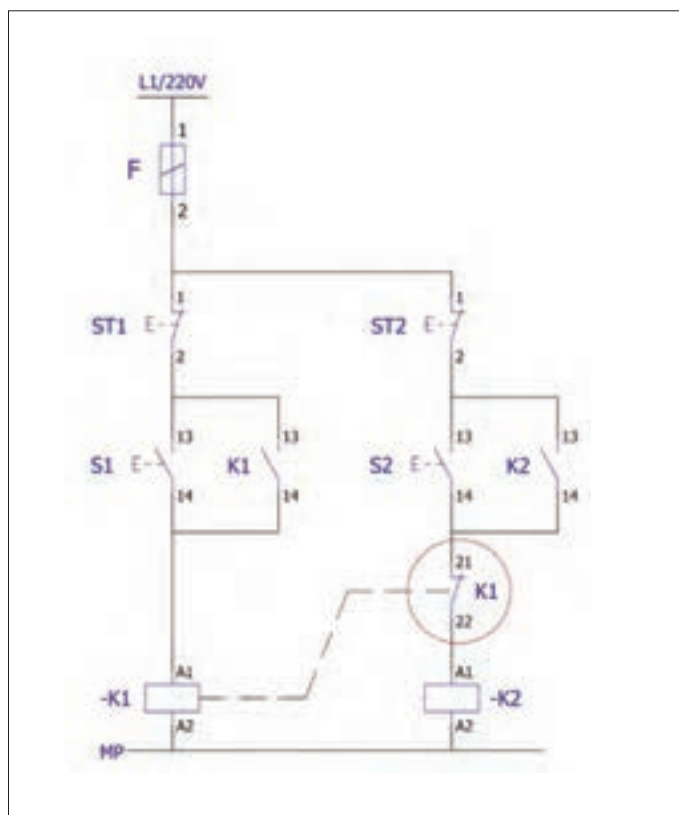 L1/220V
1
F
2
1 1
ST1 E ST2 E
2 2
13 13 13 13
S1 E K1 S2 E K2
14 14 14 14
21
K1
22
A1 A1
-K1 -K2
A2 A2
MP